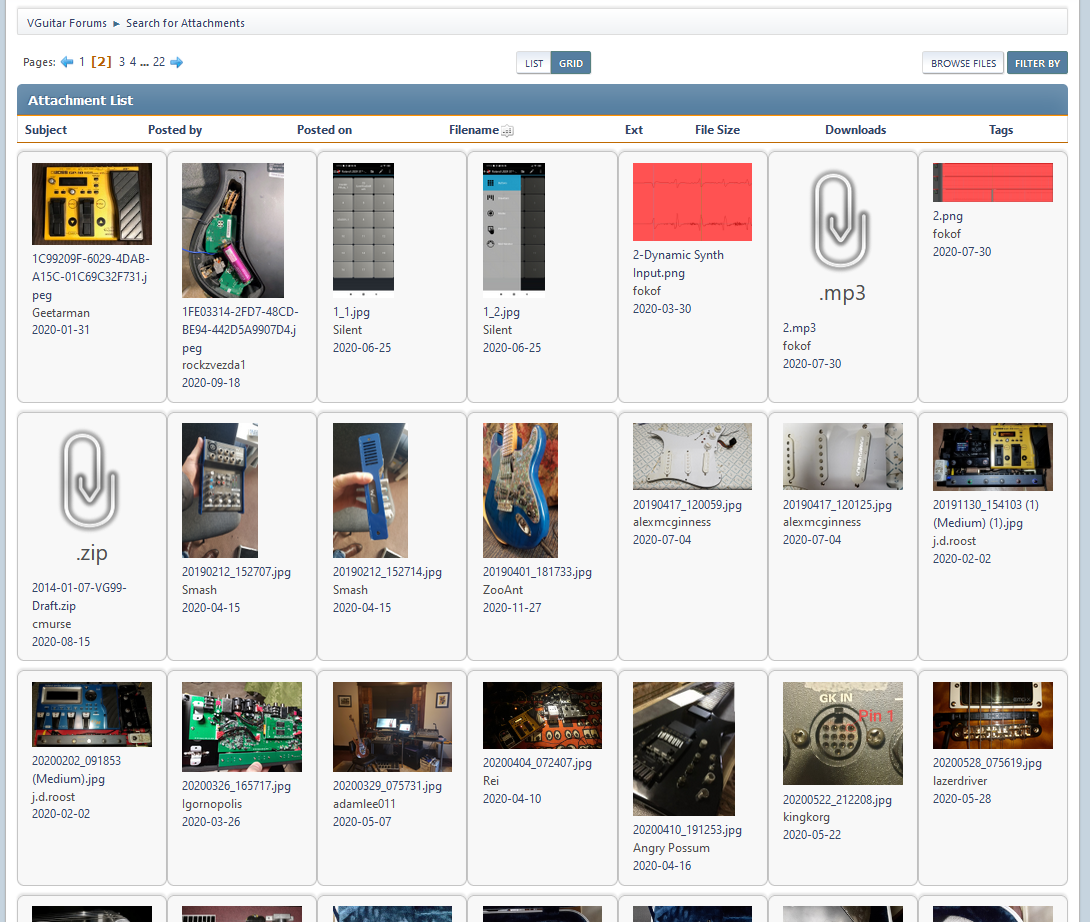 VGuitar Forums ► Search for Attachments
Pages: 1 [2] 3 4 ... 22
LIST GRID
BROWSE FILES FILTER BY
Attachment List
Subject Posted by Posted on Filename Ext File Size Downloads Tags
1C99209F-6029-4DAB-
A15C-01C69C32F731.j
peg
Geetarman
2020-01-31
1FE03314-2FD7-48CD-
BE94-442D5A9907D4.j
peg
rockzvezda1
2020-09-18
1_1.jpg
Silent
2020-06-25
1_2.jpg
Silent
2020-06-25
2-Dynamic Synth
Input.png
fokof
2020-03-30
.mp3
2.mp3
fokof
2020-07-30
2.png
fokof
2020-07-30
.zip
2014-01-07-VG99-
Draft.zip
cmurse
2020-08-15
20190212_152707.jpg
Smash
2020-04-15
20190212_152714.jpg
Smash
2020-04-15
20190401_181733.jpg
ZooAnt
2020-11-27
20190417_120059.jpg
alexmcginness
2020-07-04
20190417_120125.jpg
alexmcginness
2020-07-04
20191130_154103 (1)
(Medium) (1).jpg
j.d.roost
2020-02-02
20200202_091853
(Medium).jpg
j.d.roost
2020-02-02
20200326_165717.jpg
Igornopolis
2020-03-26
20200329_075731.jpg
adamlee011
2020-05-07
20200404_072407.jpg
Rei
2020-04-10
20200410_191253.jpg
Angry Possum
2020-04-16
GK IN
Pin 1
20200522_212208.jpg
kingkorg
2020-05-22
20200528_075619.jpg
lazerdriver
2020-05-28